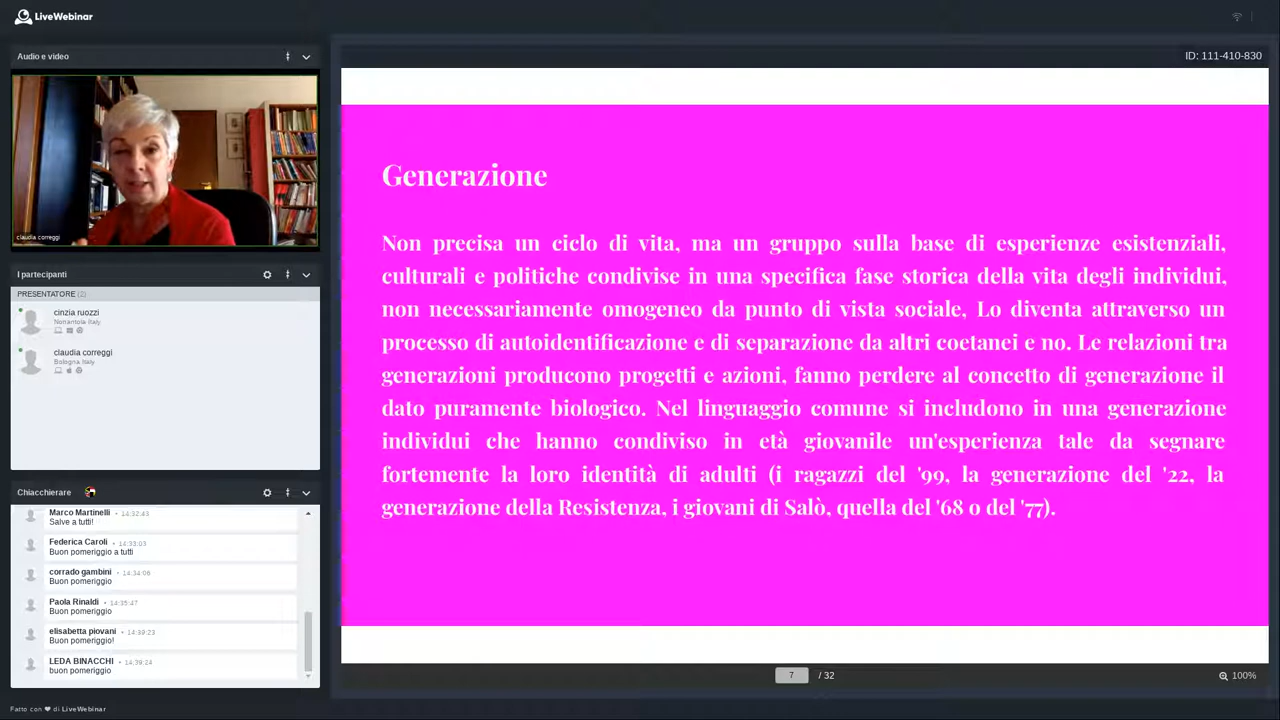 LiveWebinar
Audio e video
claudia correggi
I partecipanti
PRESENTATORE (2)
cinzia ruozzi
Nonantola Italy
claudia correggi
Bologna Italy
Chiacchierare
Marco Martinelli • 14:32:43
Salve a tutti!
Federica Caroli • 14:33:03
Buon pomeriggio a tutti
corrado gambini • 14:34:06
Buon pomeriggio
Paola Rinaldi • 14:35:47
Buon pomeriggio
elisabetta piovani • 14:39:23
Buon pomeriggio!
LEDA BINACCHI • 14:39:24
buon pomeriggio
Fatto con ❤ di LiveWebinar
ID: 111-410-830
Generazione
Non precisa un ciclo di vita, ma un gruppo sulla base di esperienze esistenziali,
culturali e politiche condivise in una specifica fase storica della vita degli individui,
non necessariamente omogeneo da punto di vista sociale, Lo diventa attraverso un
processo di autoidentificazione e di separazione da altri coetanei e no. Le relazioni tra
generazioni producono progetti e azioni, fanno perdere al concetto di generazione il
dato puramente biologico. Nel linguaggio comune si includono in una generazione
individui che hanno condiviso in età giovanile un'esperienza tale da segnare
fortemente la loro identità di adulti (i ragazzi del '99, la generazione del '22, la
generazione della Resistenza, i giovani di Salò, quella del '68 o del '77).
7 / 32
100%